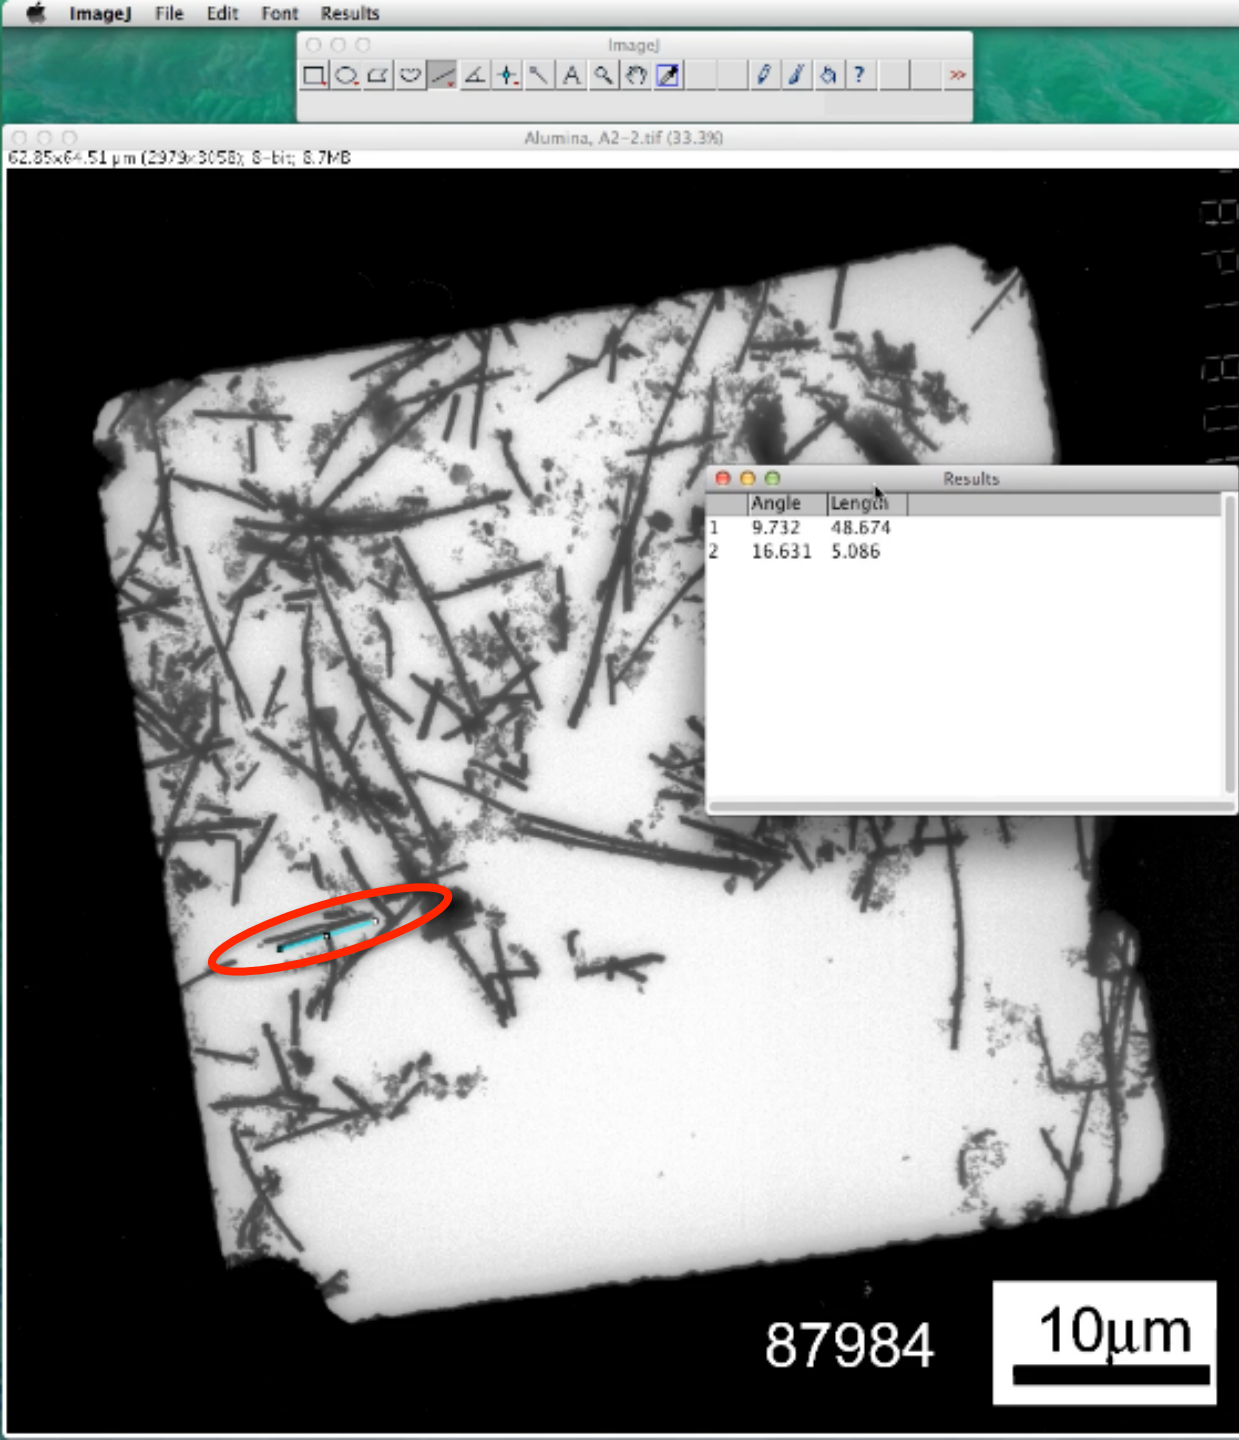 ImageJ File Edit Font Results
ImageJ
A ?
>>
Alumina, A2-2.tif (33.3%)
62.85x64.51 µm (2979x3058); 8-bit; 8.7MB
Results
Angle Length
1 9.732 48.674
2 16.631 5.086
87984
10µm